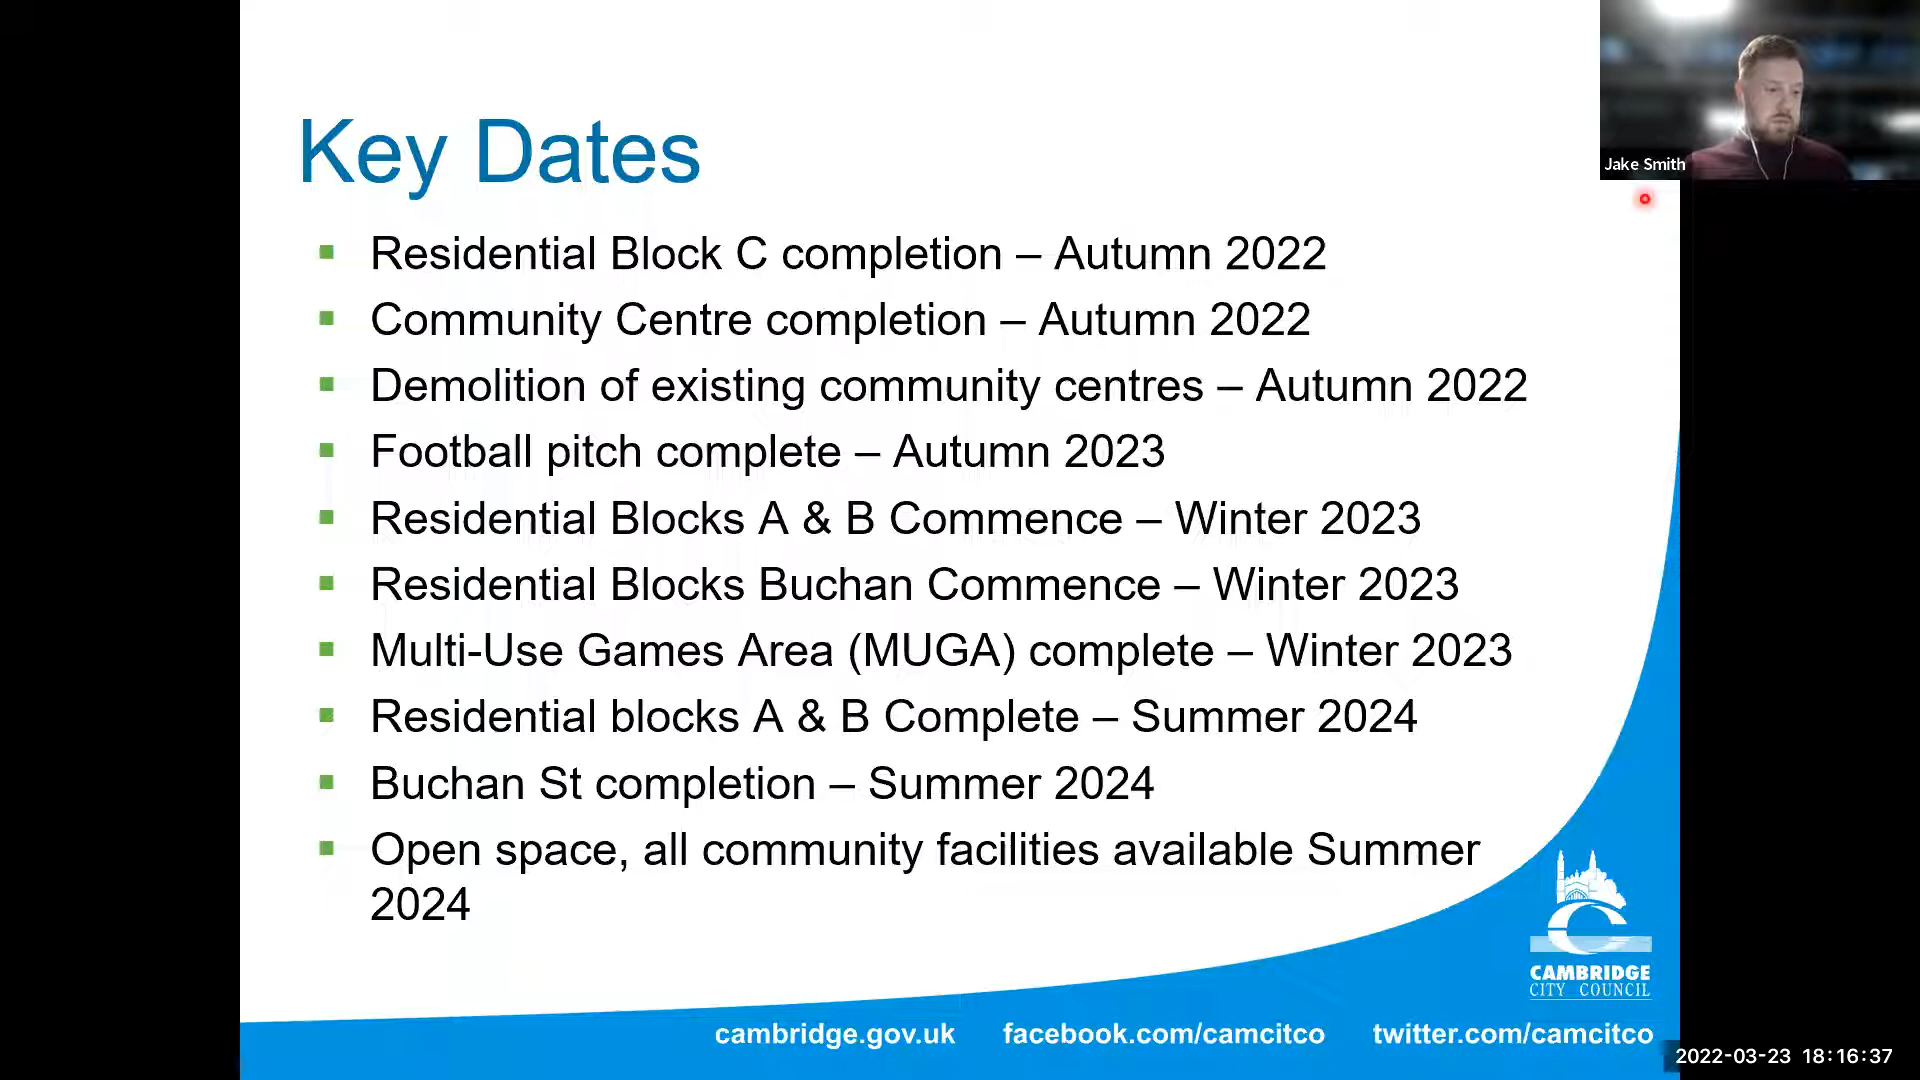 Key Dates
Residential Block C completion – Autumn 2022
Community Centre completion – Autumn 2022
Demolition of existing community centres – Autumn 2022
Football pitch complete – Autumn 2023
Residential Blocks A & B Commence – Winter 2023
Residential Blocks Buchan Commence – Winter 2023
Multi-Use Games Area (MUGA) complete – Winter 2023
Residential blocks A & B Complete – Summer 2024
Buchan St completion – Summer 2024
Open space, all community facilities available Summer
2024
Jake Smith
CAMBRIDGE
CITY COUNCIL
cambridge.gov.uk facebook.com/camcitco twitter.com/camcitco
2022-03-23 18:16:37